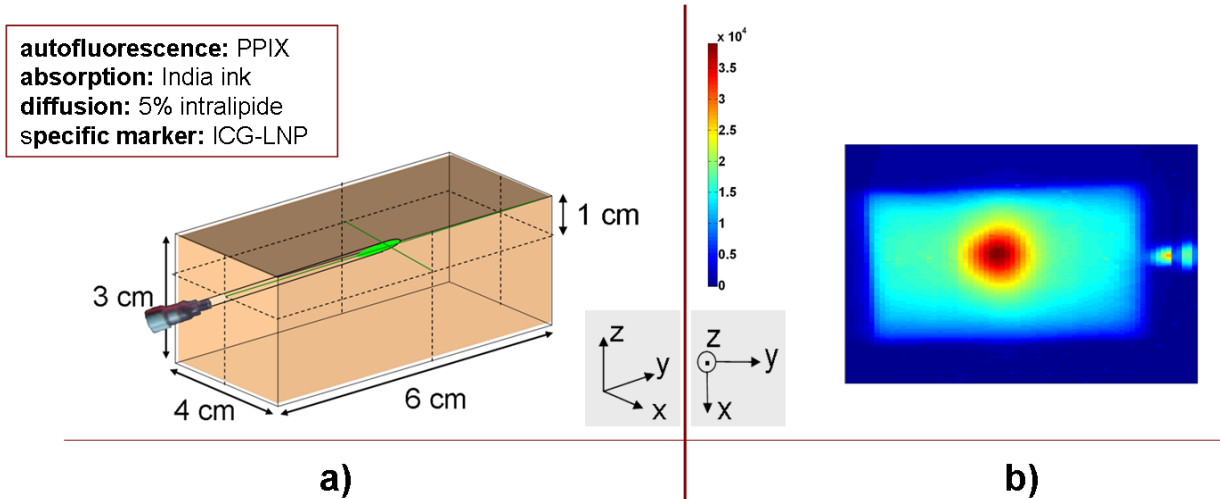 autofluorescence: PPIX
absorption: India ink
diffusion: 5% intralipide
specific marker: ICG-LNP
1 cm
3 cm
4 cm
6 cm
z
y
x
a)
x 10⁴
3.5
3
2.5
2
1.5
1
0.5
0
z
y
x
b)